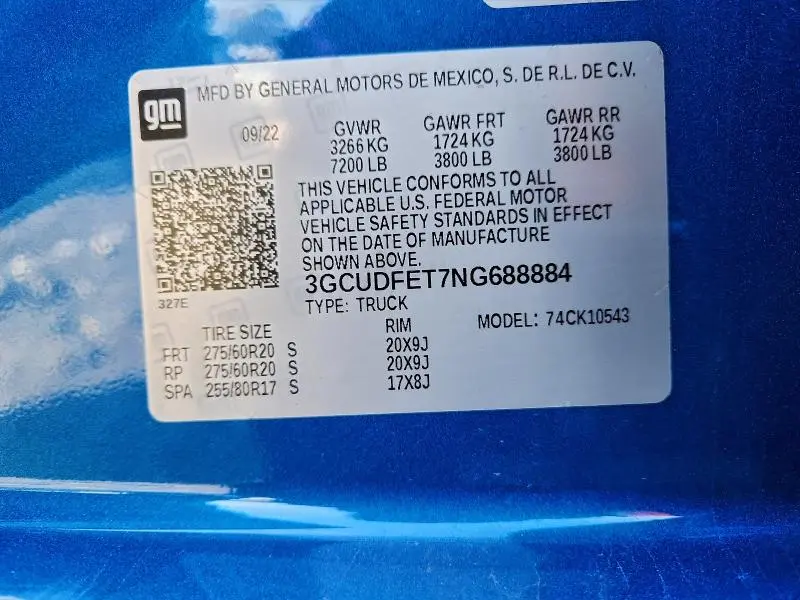 gm
MFD BY GENERAL MOTORS DE MEXICO, S. DE R.L. DE C.V.
09/22
GVWR GAWR FRT GAWR RR
3266 KG 1724 KG 1724 KG
7200 LB 3800 LB 3800 LB
THIS VEHICLE CONFORMS TO ALL
APPLICABLE U.S. FEDERAL MOTOR
VEHICLE SAFETY STANDARDS IN EFFECT
ON THE DATE OF MANUFACTURE
SHOWN ABOVE.
3GCUDFET7NG688884
327E
TYPE: TRUCK
MODEL: 74CK10543
TIRE SIZE RIM
FRT 275/60R20 S 20X9J
RP 275/60R20 S 20X9J
SPA 255/80R17 S 17X8J